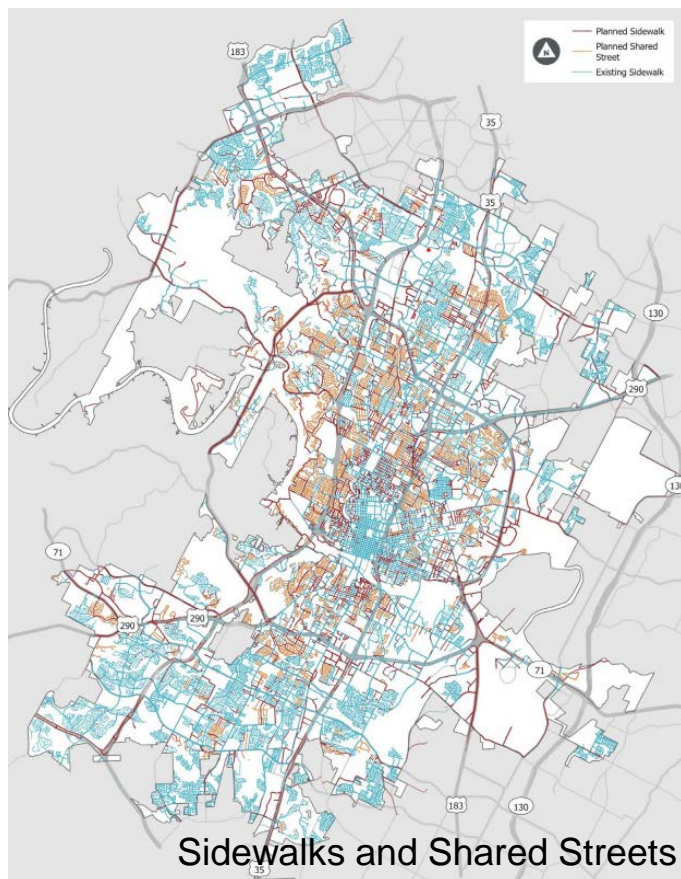 Planned Sidewalk
Planned Shared
Street
Existing Sidewalk
N
183
35
35
130
290
130
71
290
290
71
183
130
35
Sidewalks and Shared Streets